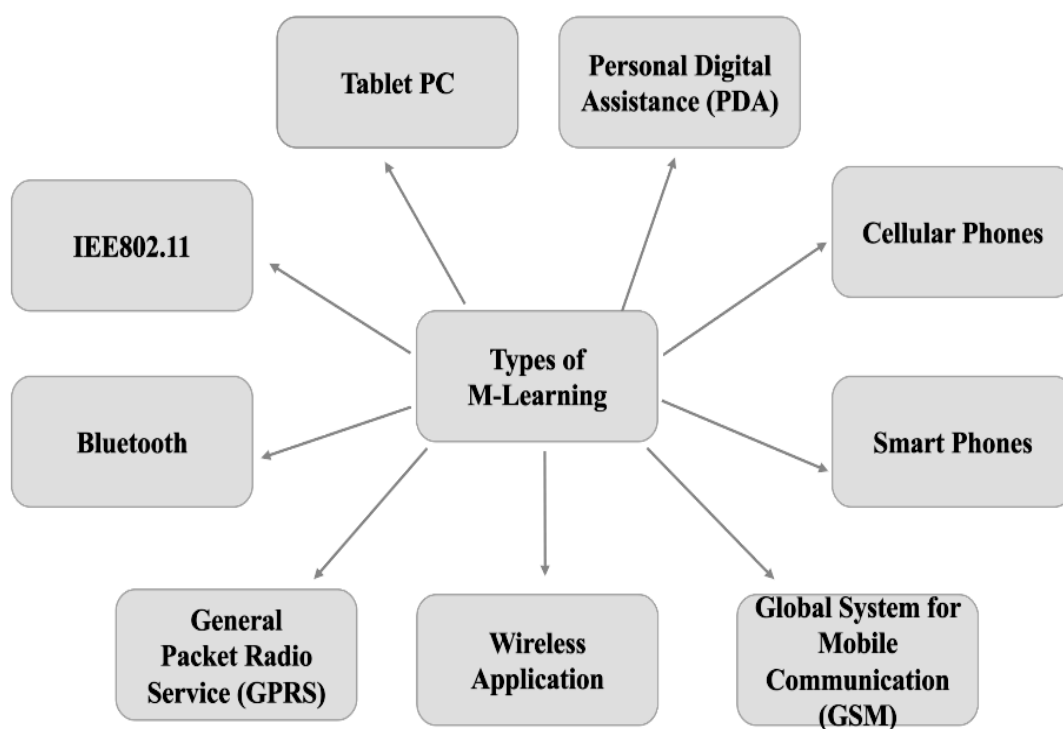 Tablet PC
Personal Digital
Assistance (PDA)
IEE802.11
Cellular Phones
Types of
M-Learning
Bluetooth
Smart Phones
General
Packet Radio
Service (GPRS)
Wireless
Application
Global System for
Mobile
Communication
(GSM)